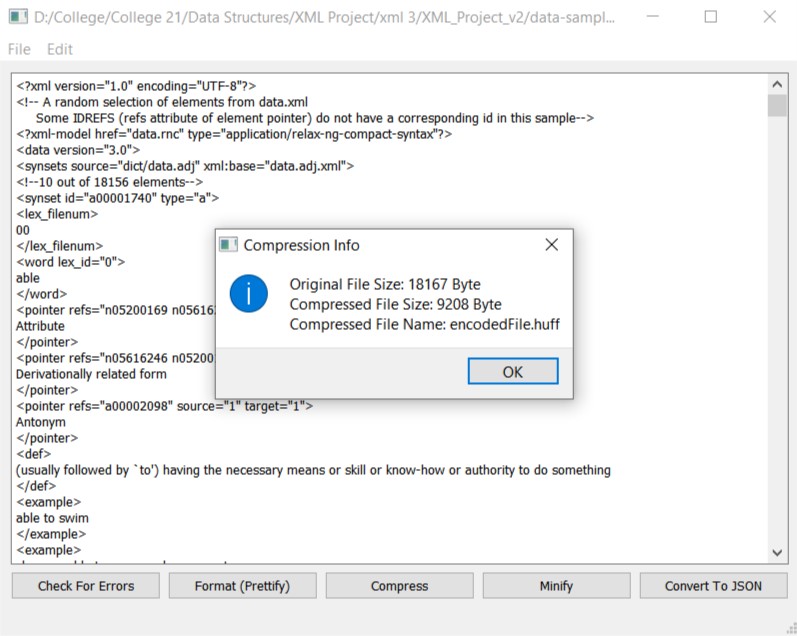 D:/College/College 21/Data Structures/XML Project/xml 3/XML_Project_v2/data-sampl...
File Edit
<?xml version="1.0" encoding="UTF-8"?>
<!-- A random selection of elements from data.xml
Some IDREFS (refs attribute of element pointer) do not have a corresponding id in this sample-->
<?xml-model href="data.rnc" type="application/relax-ng-compact-syntax"?>
<data version="3.0">
<synsets source="dict/data.adj" xml:base="data.adj.xml">
<!--10 out of 18156 elements-->
<synset id="a00001740" type="a">
<lex_filenum>
00
</lex_filenum>
<word lex_id="0">
able
</word>
<pointer refs="n05200169 n05616
Attribute
</pointer>
<pointer refs="n05616246 n05200
Derivationally related form
</pointer>
<pointer refs="a00002098" source="1" target="1">
Antonym
</pointer>
<def>
(usually followed by `to') having the necessary means or skill or know-how or authority to do something
</def>
<example>
able to swim
</example>
<example>
Compression Info
Original File Size: 18167 Byte
Compressed File Size: 9208 Byte
Compressed File Name: encodedFile.huff
OK
Check For Errors
Format (Prettify)
Compress
Minify
Convert To JSON